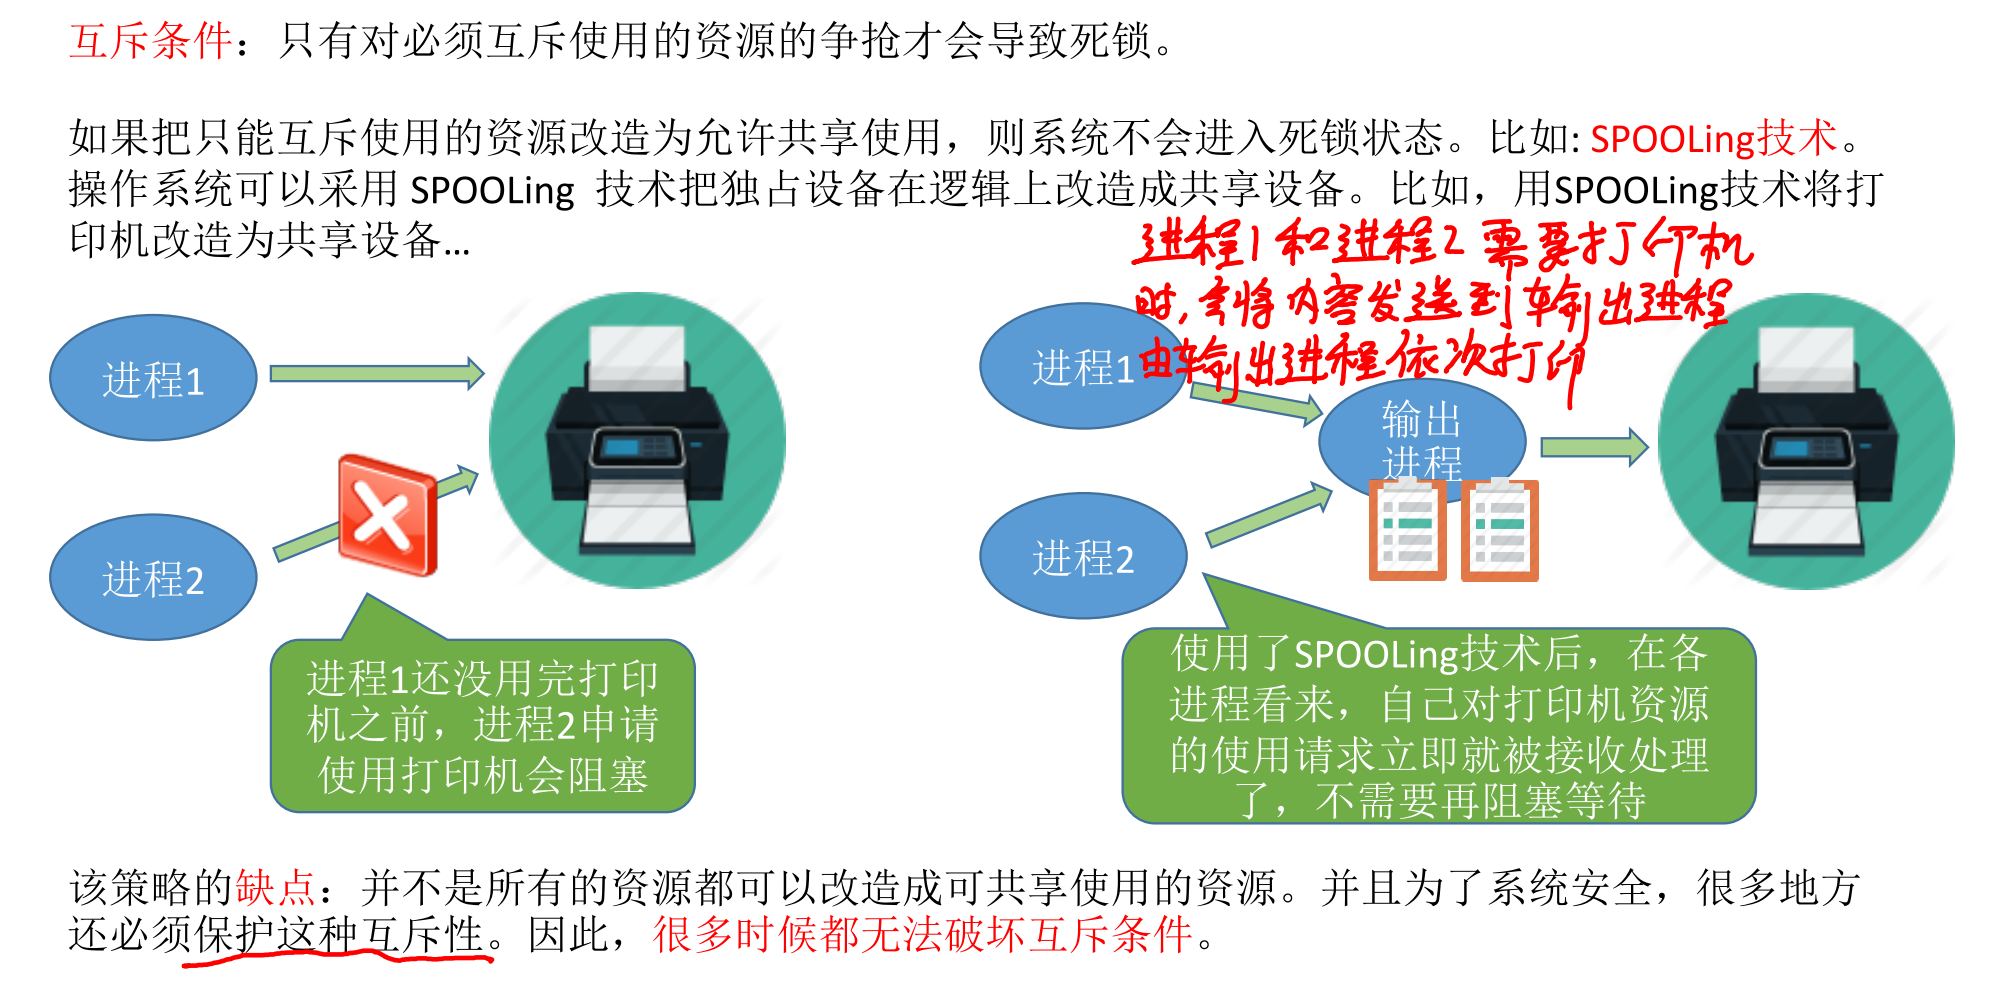 互斥条件：只有对必须互斥使用的资源的争抢才会导致死锁。
如果把只能互斥使用的资源改造为允许共享使用，则系统不会进入死锁状态。比如: SPOOLing技术。
操作系统可以采用 SPOOLing 技术把独占设备在逻辑上改造成共享设备。比如，用SPOOLing技术将打
印机改造为共享设备...
进程1和进程2需要打印机
时,会将内容发送到输出进程
由输出进程依次打印
进程1
进程2
进程1还没用完打印
机之前，进程2申请
使用打印机会阻塞
进程1
进程2
输出
进程
使用了SPOOLing技术后，在各
进程看来，自己对打印机资源
的使用请求立即就被接收处理
了，不需要再阻塞等待
该策略的缺点：并不是所有的资源都可以改造成可共享使用的资源。并且为了系统安全，很多地方
还必须保护这种互斥性。因此，很多时候都无法破坏互斥条件。